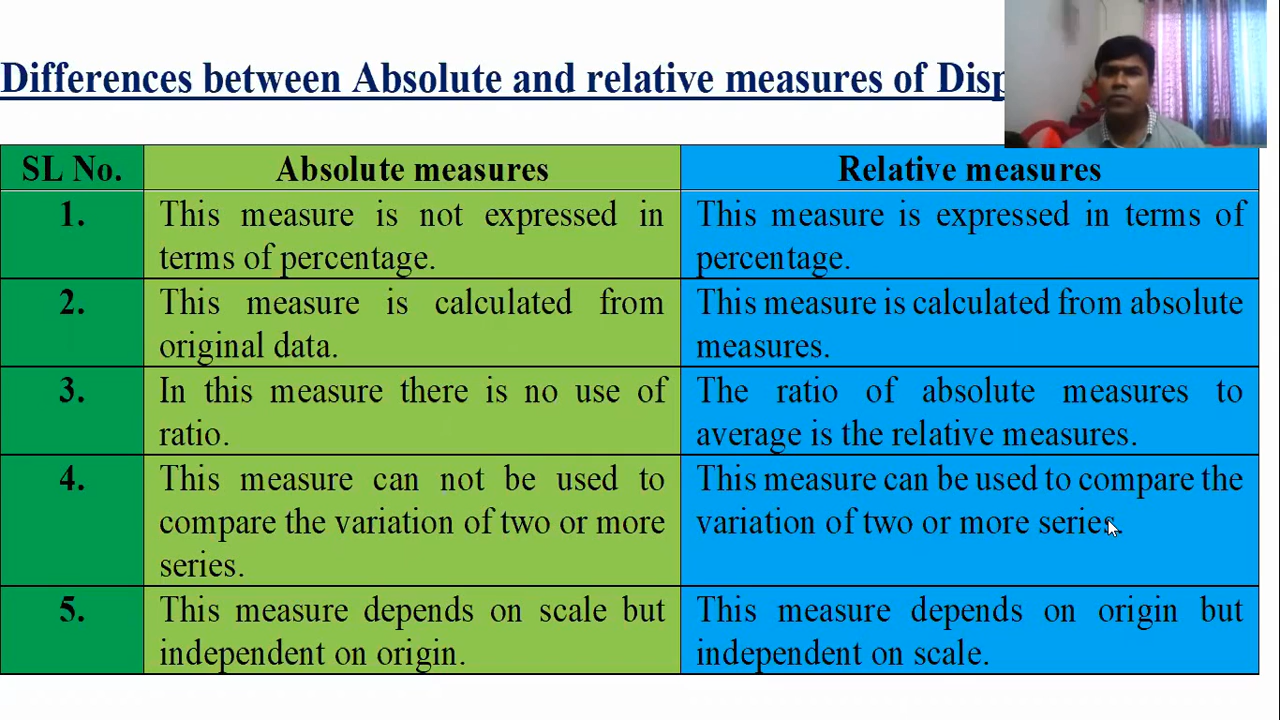 Differences between Absolute and relative measures of
SL No. Absolute measures Relative measures
1. This measure is not expressed in This measure is expressed in terms of
terms of percentage. percentage.
2. This measure is calculated from This measure is calculated from absolute
original data. measures.
3. In this measure there is no use of The ratio of absolute measures to
ratio. average is the relative measures.
4. This measure can not be used to This measure can be used to compare the
compare the variation of two or more variation of two or more series.
series.
5. This measure depends on scale but This measure depends on origin but
independent on origin. independent on scale.